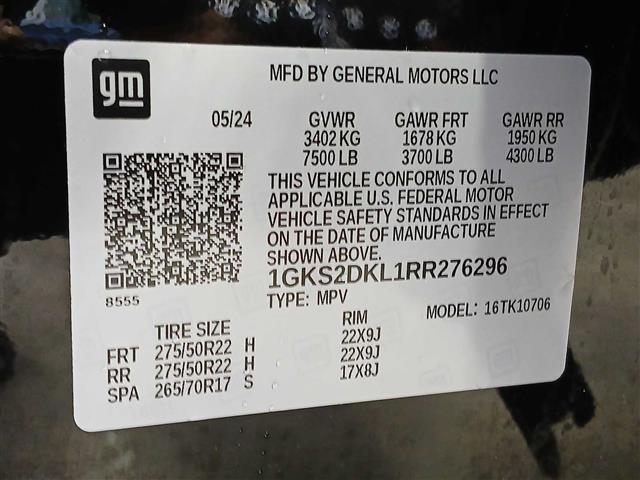 gm
MFD BY GENERAL MOTORS LLC
05/24 GVWR GAWR FRT GAWR RR
3402 KG 1678 KG 1950 KG
7500 LB 3700 LB 4300 LB
THIS VEHICLE CONFORMS TO ALL
APPLICABLE U.S. FEDERAL MOTOR
VEHICLE SAFETY STANDARDS IN EFFECT
ON THE DATE OF MANUFACTURE
SHOWN ABOVE.
8555
1GKS2DKL1RR276296
TYPE: MPV MODEL: 16TK10706
TIRE SIZE RIM
FRT 275/50R22 H 22X9J
RR 275/50R22 H 22X9J
SPA 265/70R17 S 17X8J